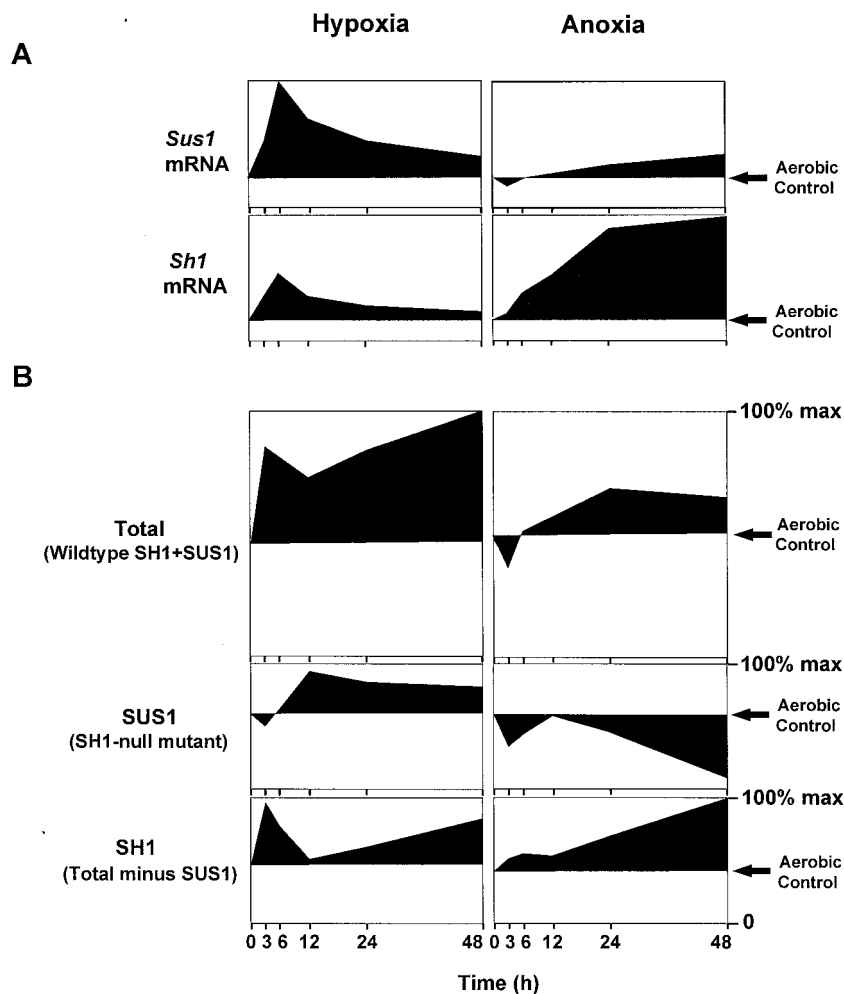 Hypoxia Anoxia
A
Sus1
mRNA
Aerobic
Control
Sh1
mRNA
Aerobic
Control
B
100% max
Total
(Wildtype SH1+SUS1)
Aerobic
Control
100% max
SUS1
(SH1-null mutant)
Aerobic
Control
100% max
SH1
(Total minus SUS1)
Aerobic
Control
0
0 3 6 12 24 48 0 3 6 12 24 48
Time (h)